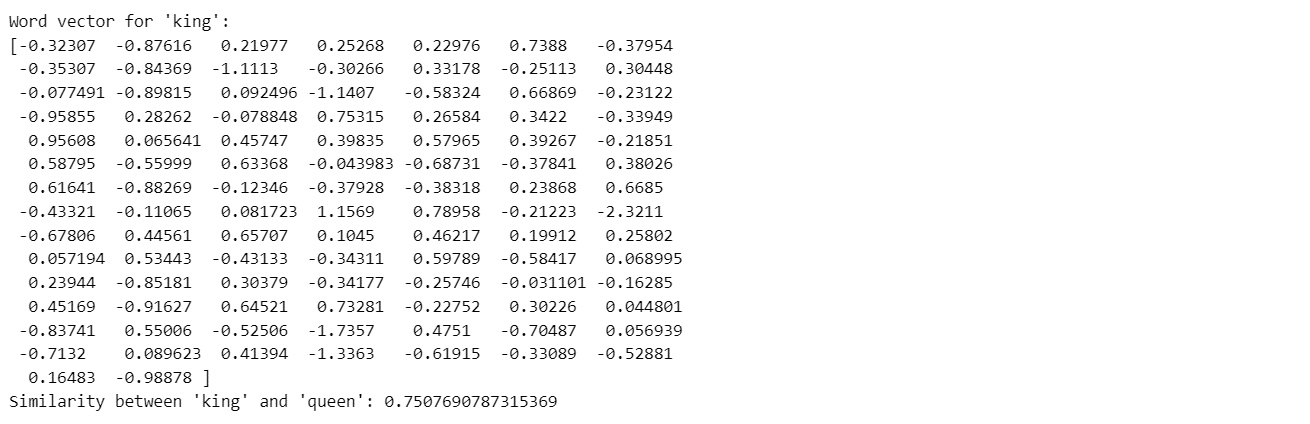 Word vector for 'king':
[-0.32307  -0.87616   0.21977   0.25268   0.22976   0.7388   -0.37954
 -0.35307  -0.84369  -1.1113   -0.30266   0.33178  -0.25113   0.30448
 -0.077491 -0.89815   0.092496 -1.1407   -0.58324   0.66869  -0.23122
 -0.95855   0.28262  -0.078848  0.75315   0.26584   0.3422   -0.33949
  0.95608   0.065641  0.45747   0.39835   0.57965   0.39267  -0.21851
  0.58795  -0.55999   0.63368  -0.043983 -0.68731  -0.37841   0.38026
  0.61641  -0.88269  -0.12346  -0.37928  -0.38318   0.23868   0.6685
 -0.43321  -0.11065   0.081723  1.1569    0.78958  -0.21223  -2.3211
 -0.67806   0.44561   0.65707   0.1045    0.46217   0.19912   0.25802
  0.057194  0.53443  -0.43133  -0.34311   0.59789  -0.58417   0.068995
  0.23944  -0.85181   0.30379  -0.34177  -0.25746  -0.031101 -0.16285
  0.45169  -0.91627   0.64521   0.73281  -0.22752   0.30226   0.044801
 -0.83741   0.55006  -0.52506  -1.7357    0.4751   -0.70487   0.056939
 -0.7132    0.089623  0.41394  -1.3363   -0.61915  -0.33089  -0.52881
  0.16483  -0.98878 ]
Similarity between 'king' and 'queen': 0.7507690787315369